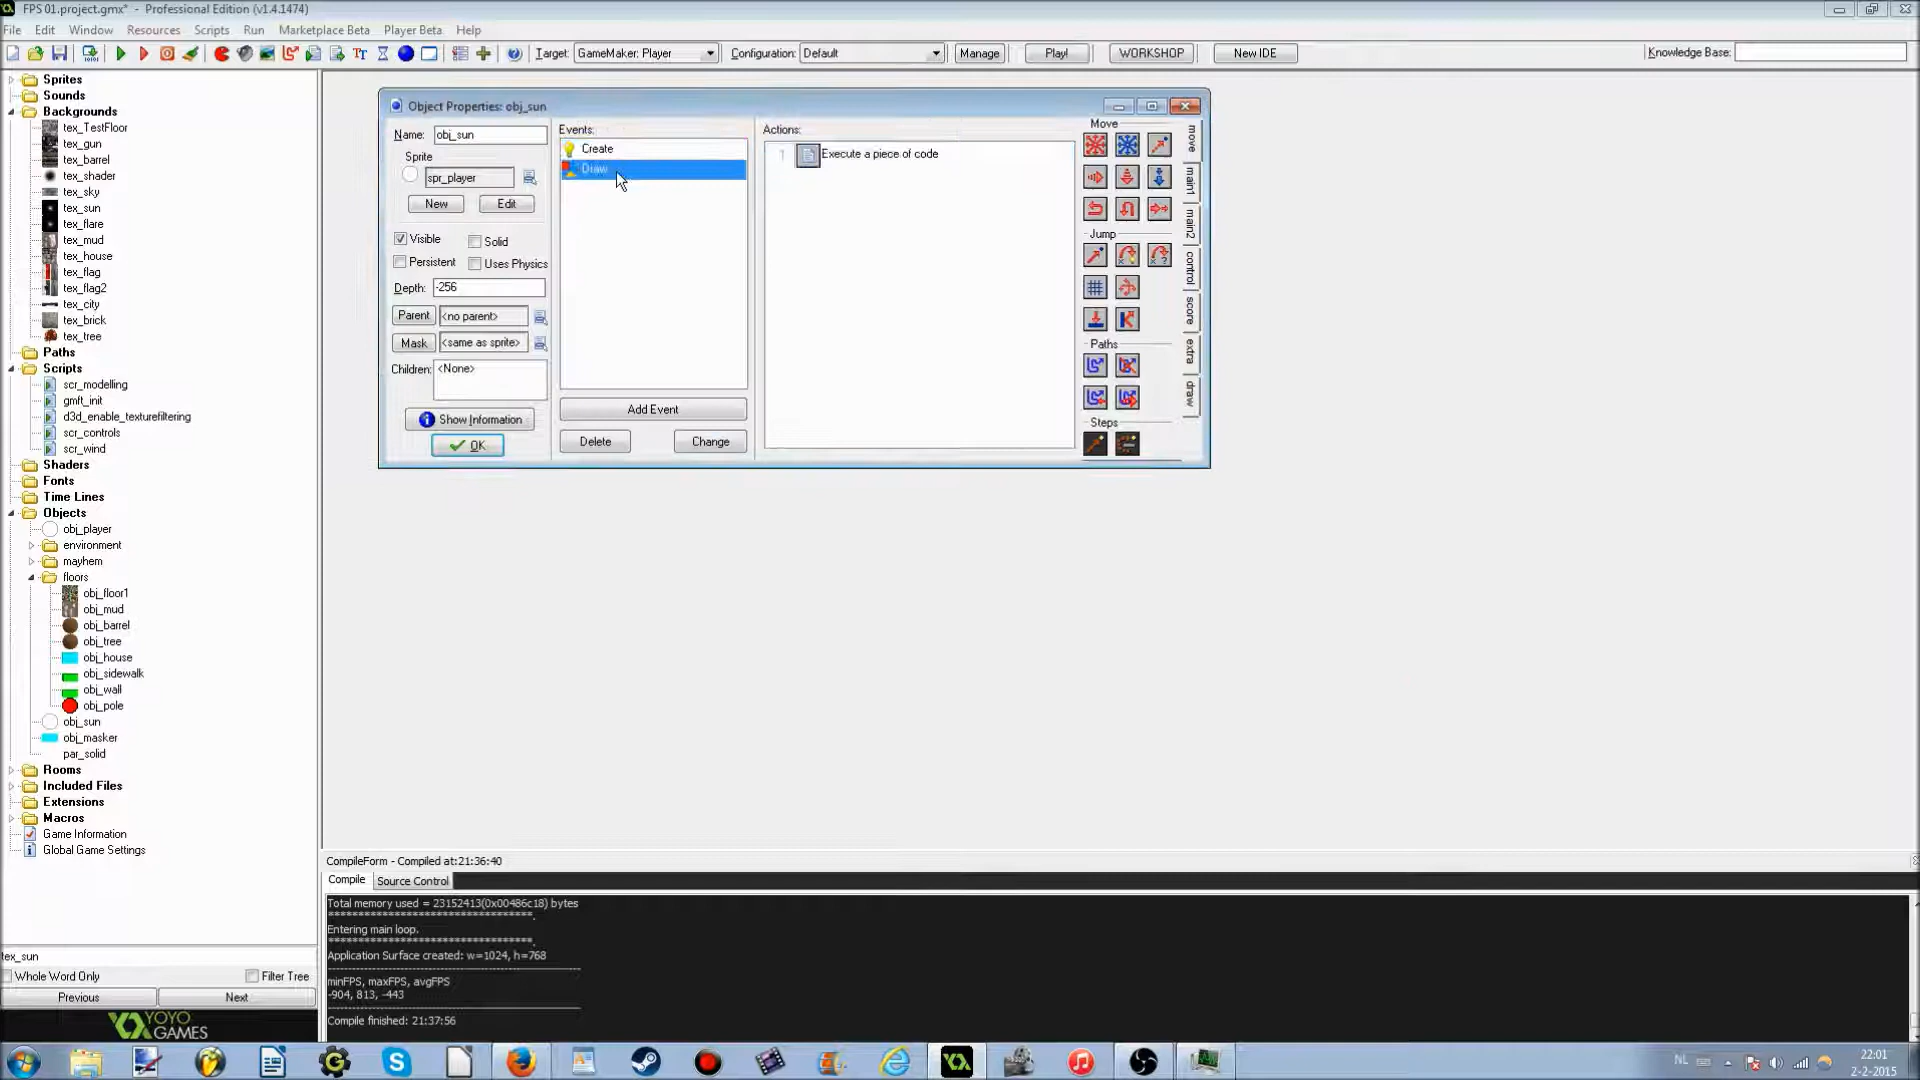 FPS 01.project.gmx* - Professional Edition (v1.4.1474)
File Edit Window Resources Scripts Run Marketplace Beta Player Beta Help
Target: GameMaker: Player Configuration: Default Manage Play! WORKSHOP New IDE Knowledge Base:
Sprites
Sounds
Backgrounds
tex_TestFloor
tex_gun
tex_barrel
tex_shader
tex_sky
tex_sun
tex_flare
tex_mud
tex_house
tex_flag
tex_flag2
tex_city
tex_brick
tex_tree
Paths
Scripts
scr_modelling
gmft_init
d3d_enable_texturefiltering
scr_controls
scr_wind
Shaders
Fonts
Time Lines
Objects
obj_player
environment
mayhem
floors
obj_floor1
obj_mud
obj_barrel
obj_tree
obj_house
obj_sidewalk
obj_wall
obj_pole
obj_sun
obj_masker
par_solid
Rooms
Included Files
Extensions
Macros
Game Information
Global Game Settings
tex_sun
Whole Word Only Filter Tree
Previous Next
YOYO
GAMES
Object Properties: obj_sun
Name: obj_sun
Sprite
spr_player
New Edit
Visible Solid
Persistent Uses Physics
Depth: -256
Parent <no parent>
Mask <same as sprite>
Children: <None>
Show Information
OK
Events:
Create
Draw
Add Event
Delete Change
Actions:
1 Execute a piece of code
Move
Jump
Paths
Steps
move
main1
main2
control
score
extra
draw
CompileForm - Compiled at:21:36:40
Compile Source Control
Total memory used = 23152413(0x00486c18) bytes
**********************************.
Entering main loop.
**********************************.
Application Surface created: w=1024, h=768
minFPS, maxFPS, avgFPS
-904, 813, -443
Compile finished: 21:37:56
NL
22:01
2-2-2015